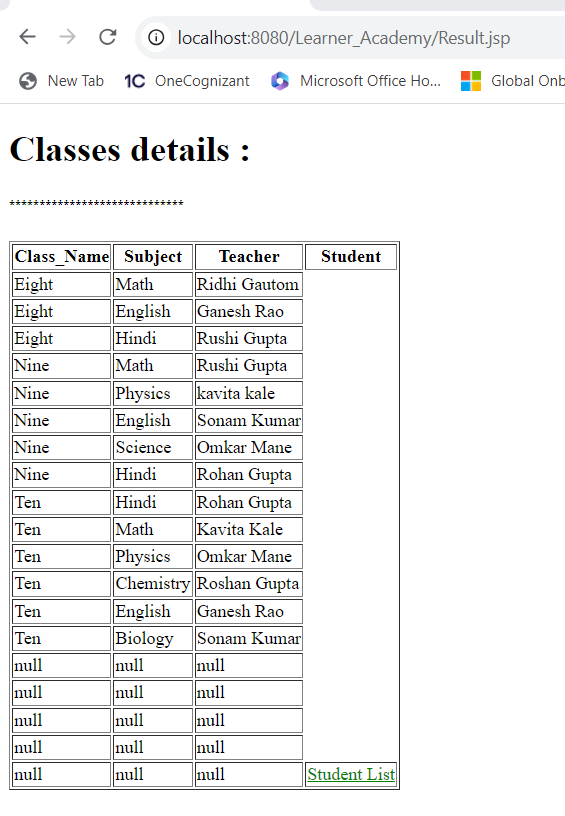 localhost:8080/Learner_Academy/Result.jsp
New Tab 1C OneCognizant Microsoft Office Ho... Global Onb
Classes details :
*****************************
Class_Name Subject Teacher Student
Eight Math Ridhi Gautom
Eight English Ganesh Rao
Eight Hindi Rushi Gupta
Nine Math Rushi Gupta
Nine Physics kavita kale
Nine English Sonam Kumar
Nine Science Omkar Mane
Nine Hindi Rohan Gupta
Ten Hindi Rohan Gupta
Ten Math Kavita Kale
Ten Physics Omkar Mane
Ten Chemistry Roshan Gupta
Ten English Ganesh Rao
Ten Biology Sonam Kumar
null null null
null null null
null null null
null null null
null null null Student List